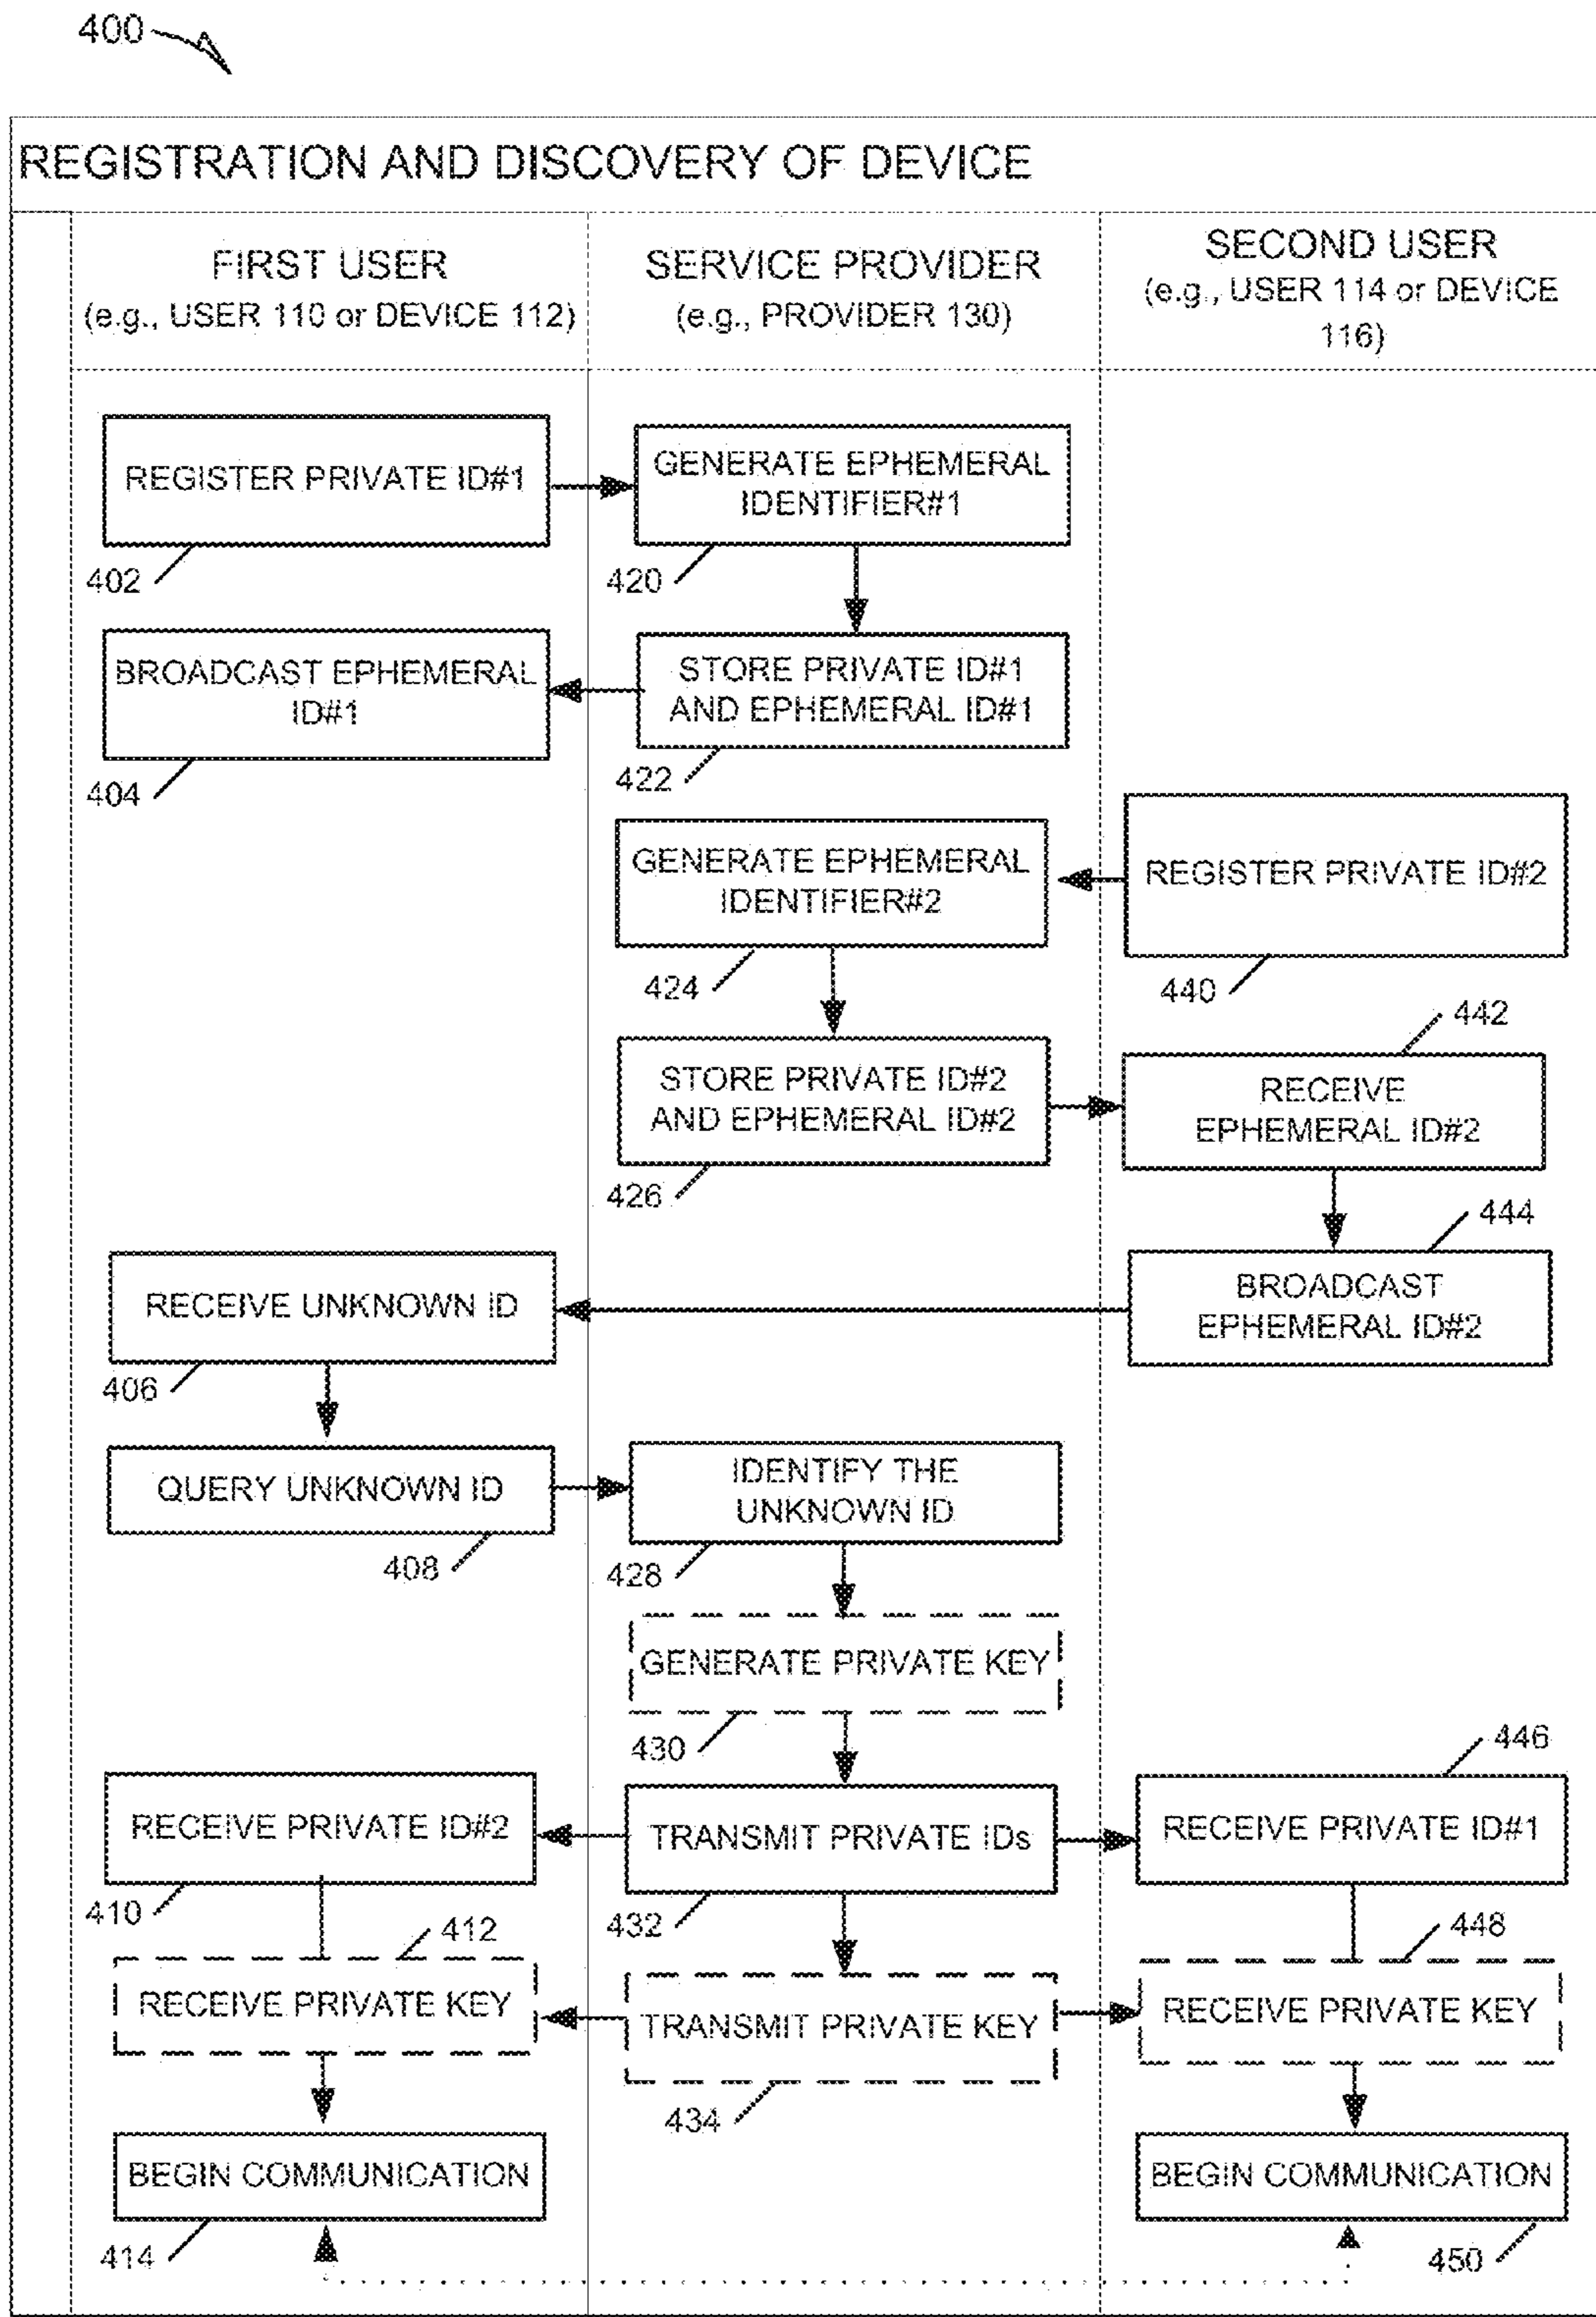 400
REGISTRATION AND DISCOVERY OF DEVICE
FIRST USER
(e.g., USER 110 or DEVICE 112)
SERVICE PROVIDER
(e.g., PROVIDER 130)
SECOND USER
(e.g., USER 114 or DEVICE
116)
REGISTER PRIVATE ID#1
402
GENERATE EPHEMERAL
IDENTIFIER#1
420
BROADCAST EPHEMERAL
ID#1
404
STORE PRIVATE ID#1
AND EPHEMERAL ID#1
422
GENERATE EPHEMERAL
IDENTIFIER#2
424
REGISTER PRIVATE ID#2
440
STORE PRIVATE ID#2
AND EPHEMERAL ID#2
426
442
RECEIVE
EPHEMERAL ID#2
444
BROADCAST
EPHEMERAL ID#2
RECEIVE UNKNOWN ID
406
QUERY UNKNOWN ID
408
IDENTIFY THE
UNKNOWN ID
428
GENERATE PRIVATE KEY
430
RECEIVE PRIVATE ID#2
410
TRANSMIT PRIVATE IDs
432
446
RECEIVE PRIVATE ID#1
412
RECEIVE PRIVATE KEY
TRANSMIT PRIVATE KEY
434
448
RECEIVE PRIVATE KEY
BEGIN COMMUNICATION
414
BEGIN COMMUNICATION
450